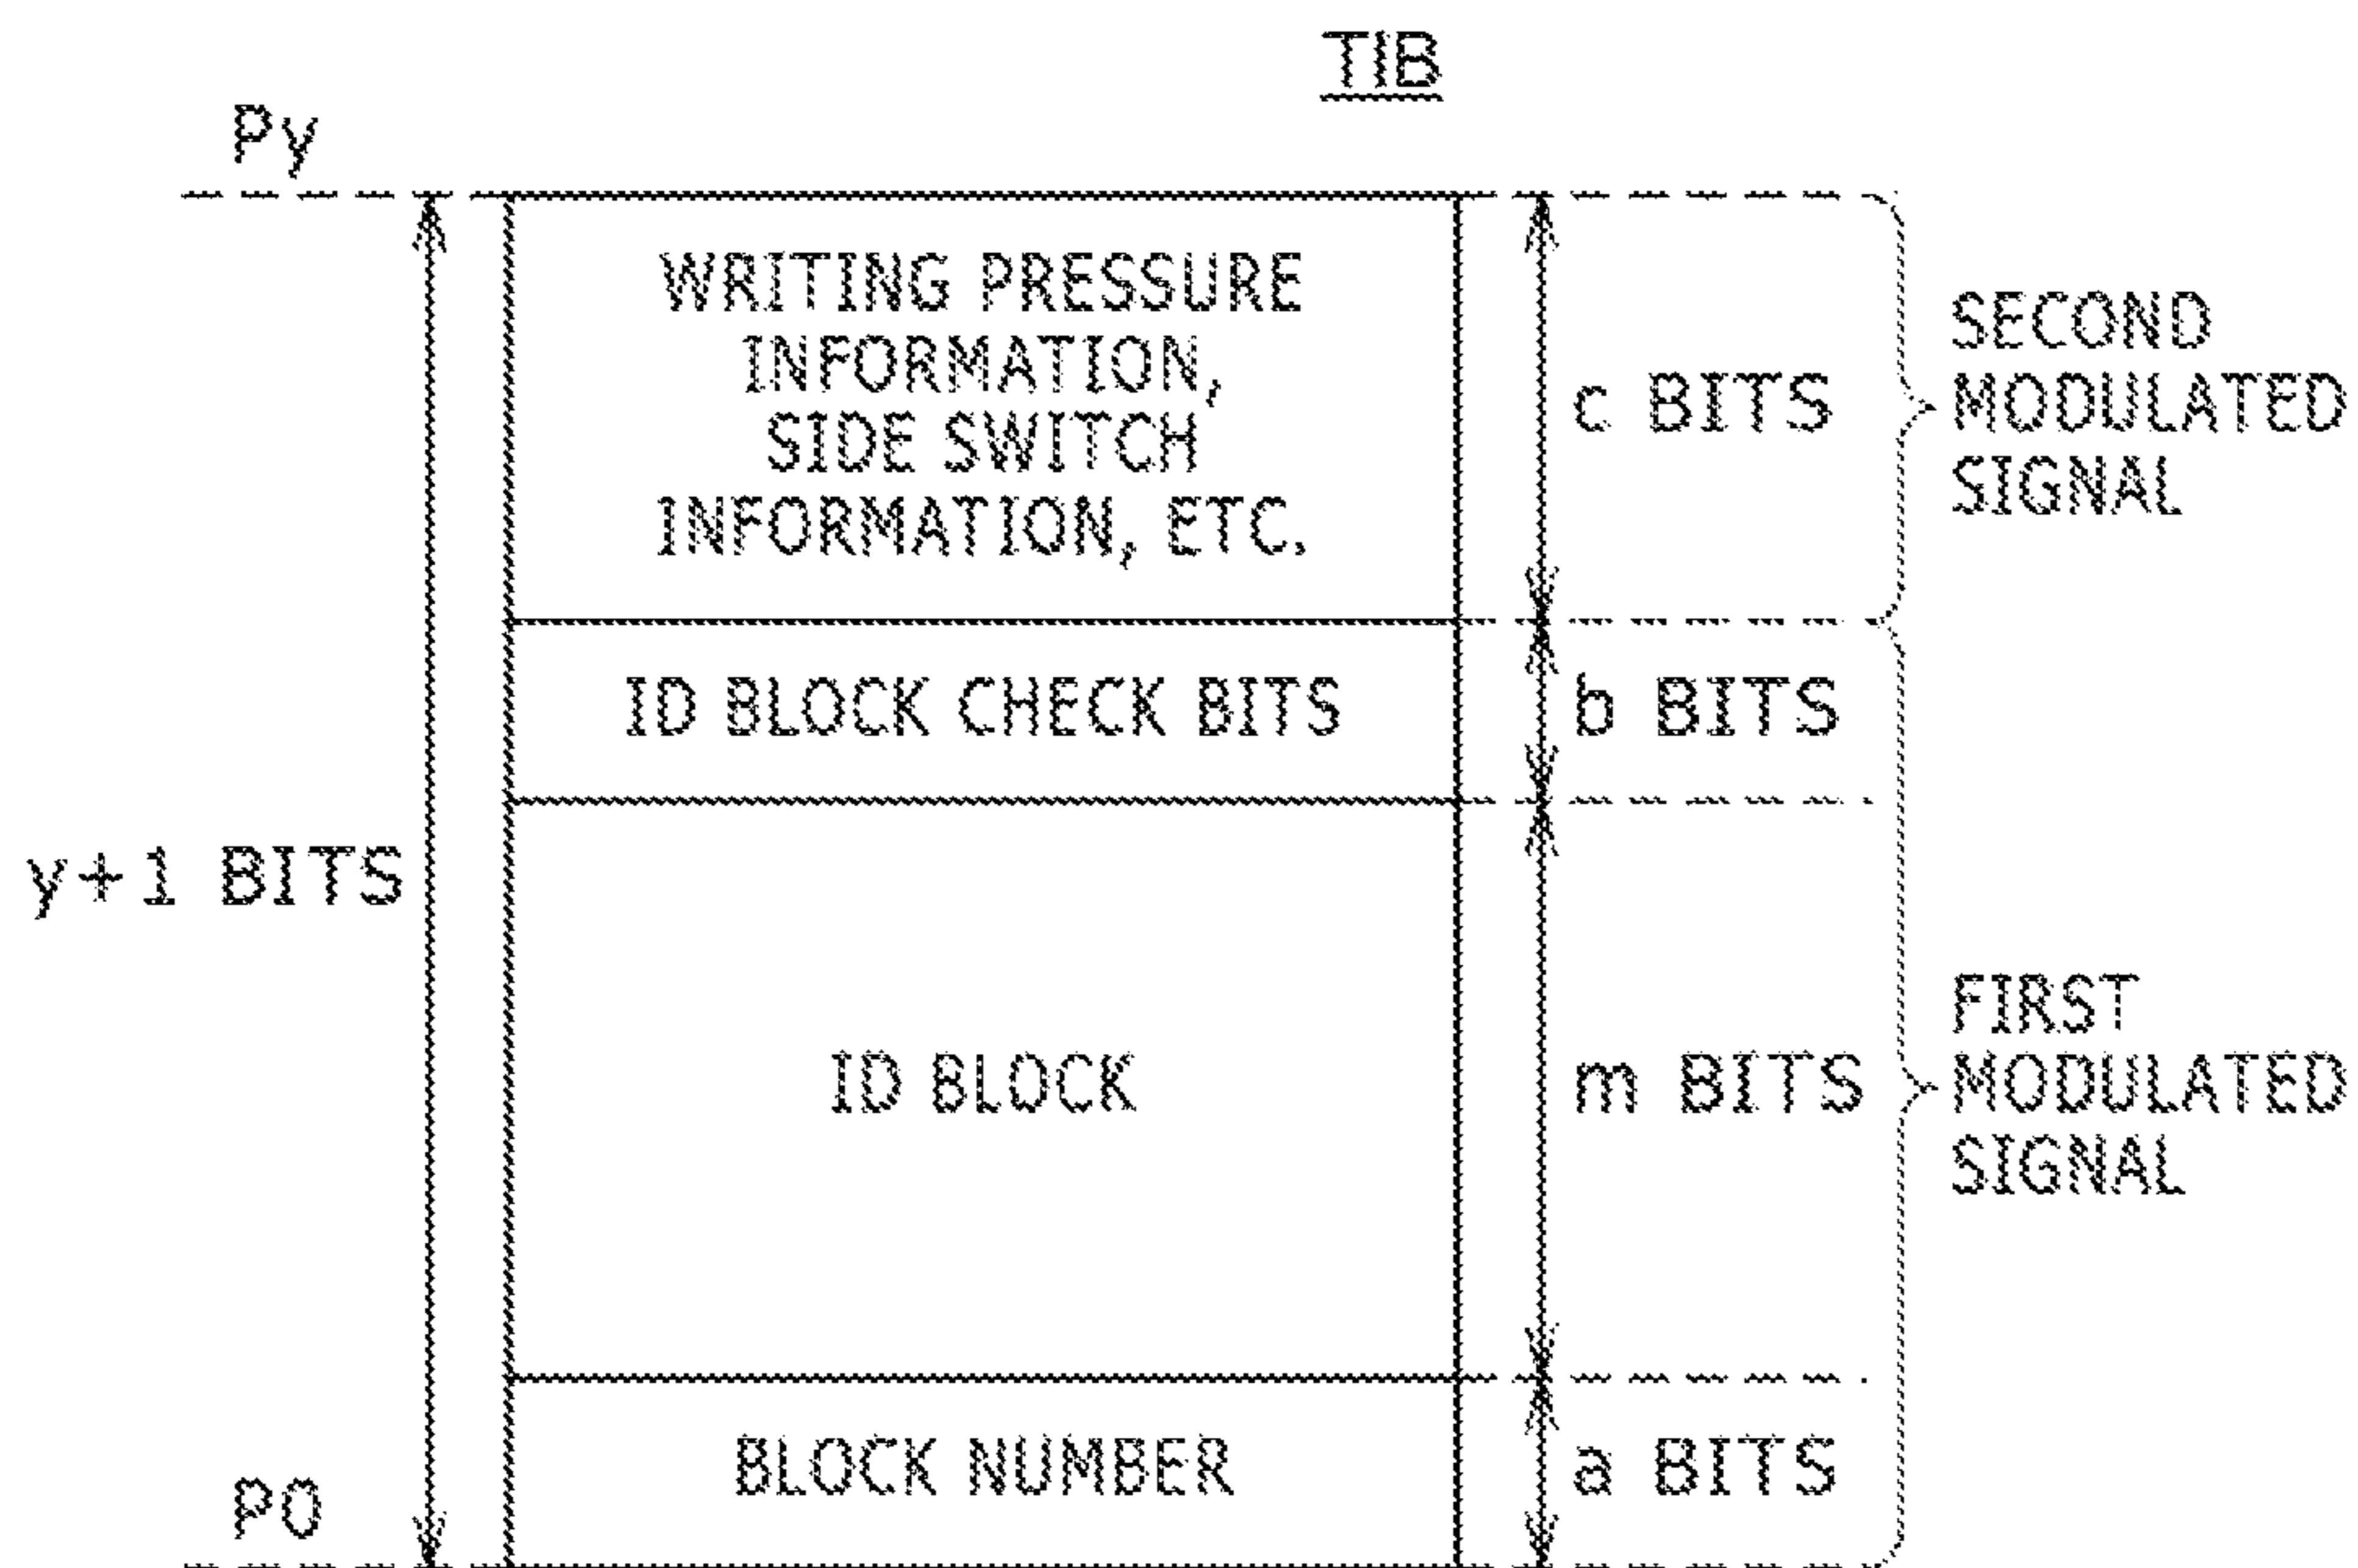 TIB
Py
WRITING PRESSURE
INFORMATION,
SIDE SWITCH
INFORMATION, ETC.
c BITS
SECOND
MODULATED
SIGNAL
ID BLOCK CHECK BITS
b BITS
y+1 BITS
ID BLOCK
m BITS
FIRST
MODULATED
SIGNAL
BLOCK NUMBER
a BITS
P0